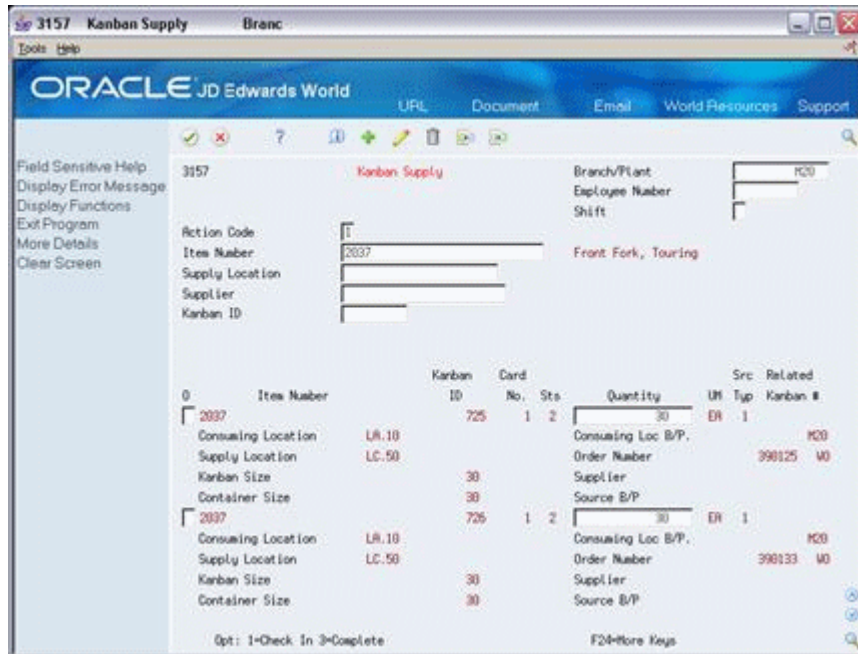 3157 Kanban Supply Branc
Tools Help
ORACLE JD Edwards World
URL Document Email World Resources Support
Field Sensitive Help
Display Error Message
Display Functions
Exit Program
More Details
Clear Screen
3157 Kanban Supply Branch/Plant M20
Employee Number
Shift
Action Code I
Item Number 2037 Front Fork, Touring
Supply Location
Supplier
Kanban ID
Kanban Card Src Related
O Item Number ID No. Sts Quantity UM Typ Kanban #
2037 725 1 2 30 EA 1
Consuming Location LA.10 Consuming Loc B/P. M20
Supply Location LC.50 Order Number 398125 WO
Kanban Size 30 Supplier
Container Size 30 Source B/P
2037 726 1 2 30 EA 1
Consuming Location LA.10 Consuming Loc B/P. M20
Supply Location LC.50 Order Number 398133 WO
Kanban Size 30 Supplier
Container Size 30 Source B/P
Opt: 1=Check In 3=Complete F24=More Keys